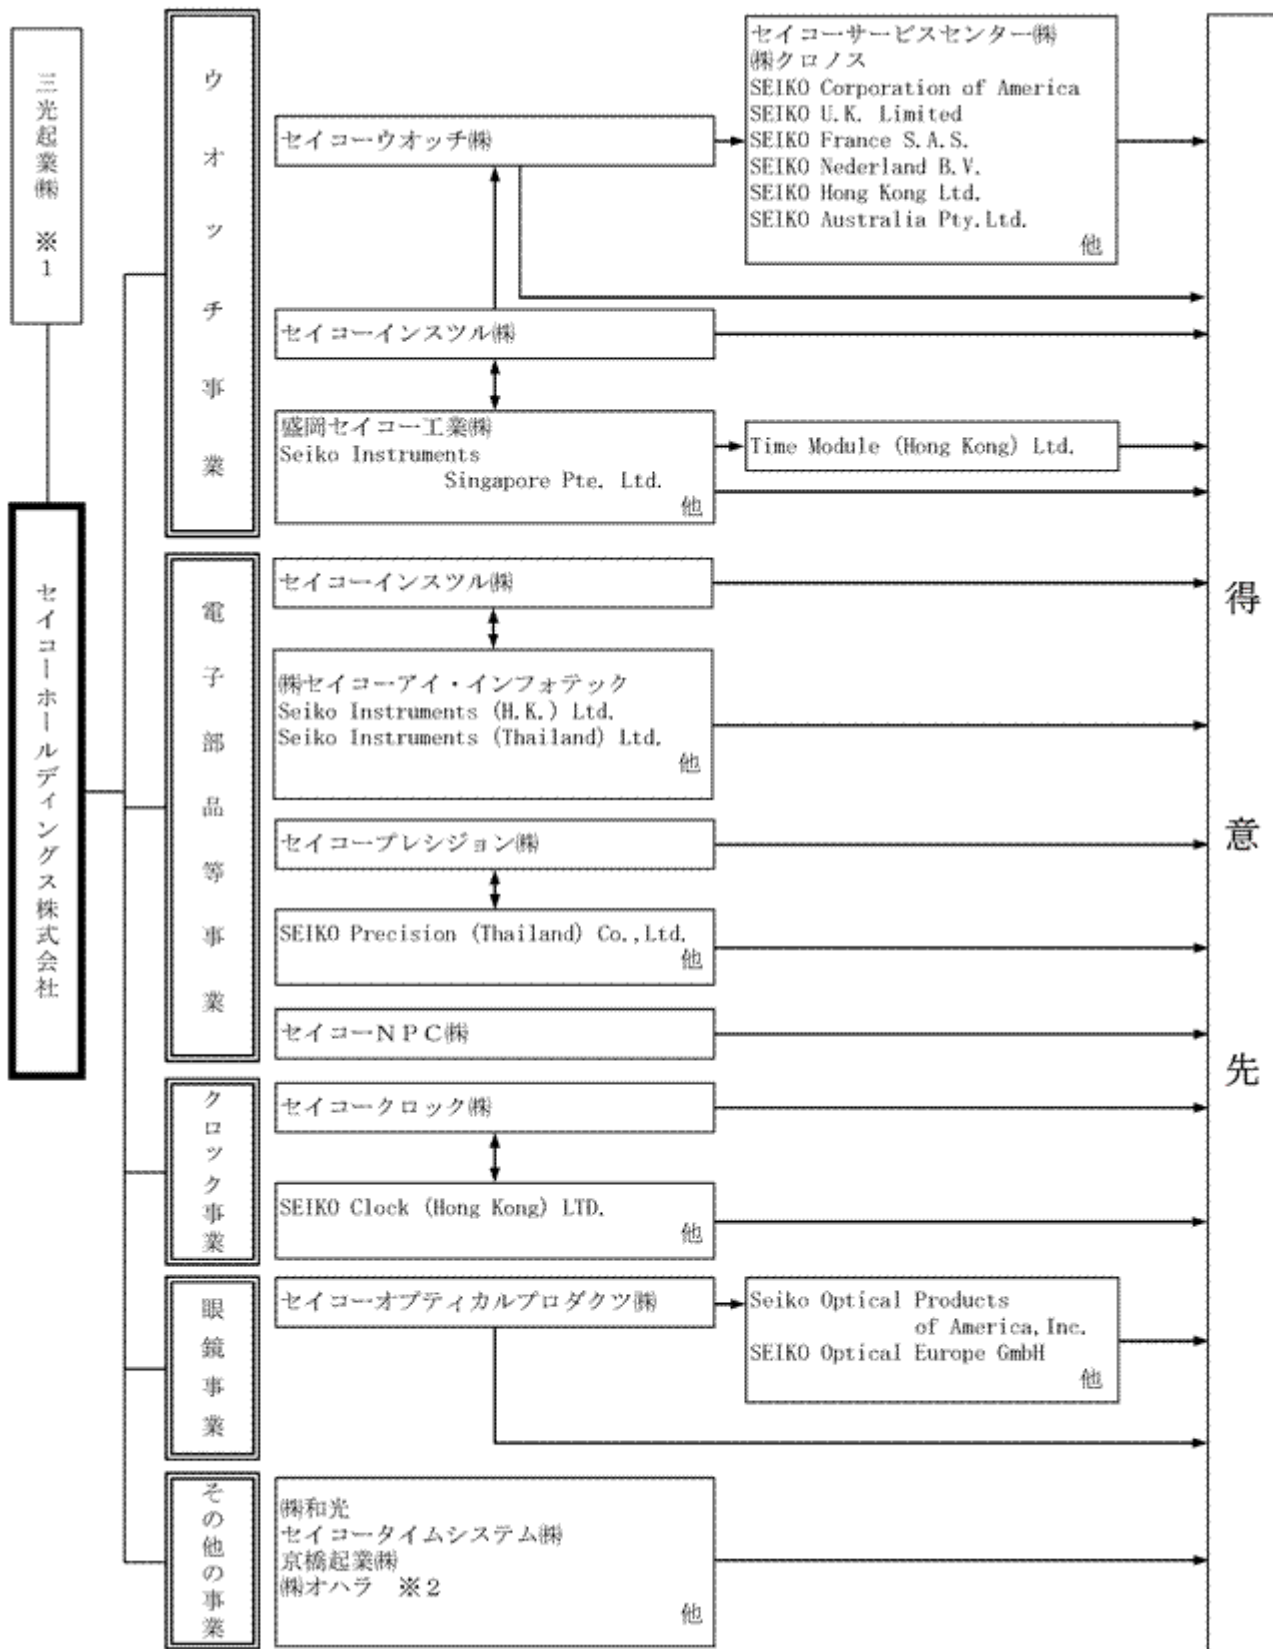 三光起業㈱　※1
セイコーホールディングス株式会社
ウオッチ事業
セイコーウオッチ㈱
セイコーサービスセンター㈱
㈱クロノス
SEIKO Corporation of America
SEIKO U.K. Limited
SEIKO France S.A.S.
SEIKO Nederland B.V.
SEIKO Hong Kong Ltd.
SEIKO Australia Pty.Ltd.
他
セイコーインスツル㈱
盛岡セイコー工業㈱
Seiko Instruments
Singapore Pte. Ltd.
他
Time Module (Hong Kong) Ltd.
電子部品等事業
セイコーインスツル㈱
㈱セイコーアイ・インフォテック
Seiko Instruments (H.K.) Ltd.
Seiko Instruments (Thailand) Ltd.
他
セイコープレシジョン㈱
SEIKO Precision (Thailand) Co.,Ltd.
他
セイコーＮＰＣ㈱
クロック事業
セイコークロック㈱
SEIKO Clock (Hong Kong) LTD.
他
眼鏡事業
セイコーオプティカルプロダクツ㈱
Seiko Optical Products
of America,Inc.
SEIKO Optical Europe GmbH
他
その他の事業
㈱和光
セイコータイムシステム㈱
京橋起業㈱
㈱オハラ　※２
他
得意先